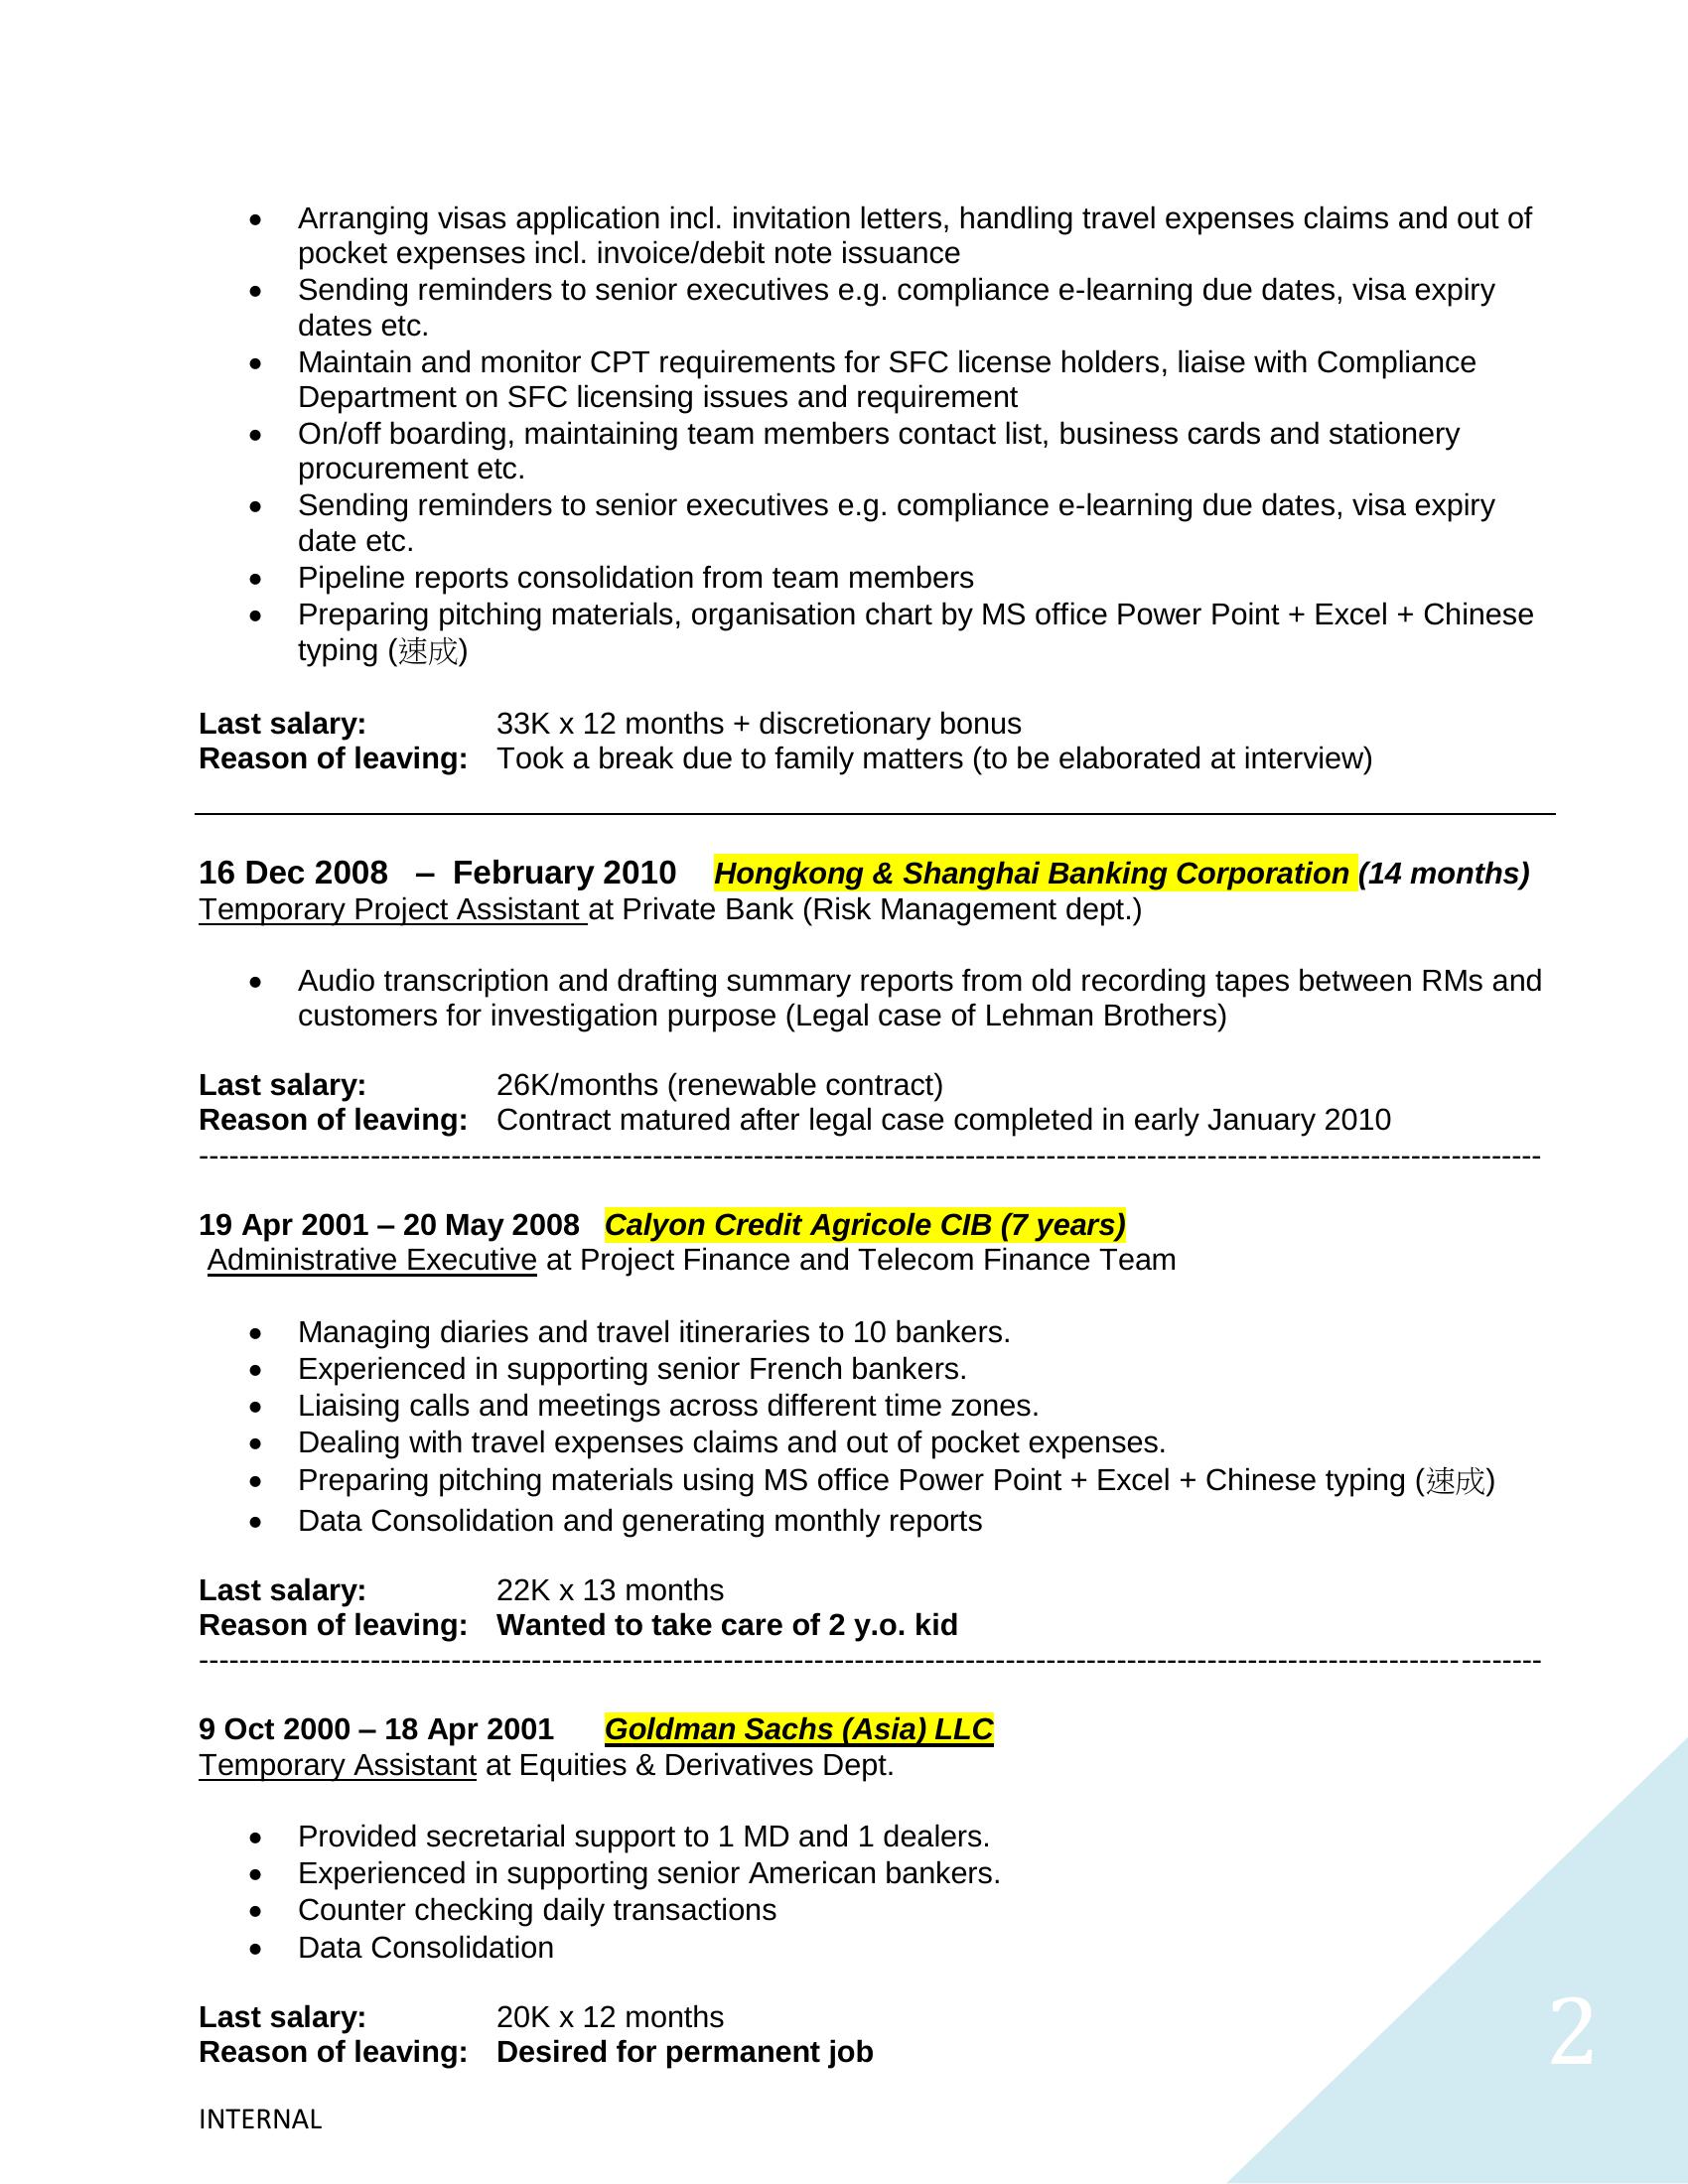 • Arranging visas application incl. invitation letters, handling travel expenses claims and out of
pocket expenses incl. invoice/debit note issuance
• Sending reminders to senior executives e.g. compliance e-learning due dates, visa expiry
dates etc.
• Maintain and monitor CPT requirements for SFC license holders, liaise with Compliance
Department on SFC licensing issues and requirement
• On/off boarding, maintaining team members contact list, business cards and stationery
procurement etc.
• Sending reminders to senior executives e.g. compliance e-learning due dates, visa expiry
date etc.
• Pipeline reports consolidation from team members
• Preparing pitching materials, organisation chart by MS office Power Point + Excel + Chinese
typing (速成)
Last salary: 33K x 12 months + discretionary bonus
Reason of leaving: Took a break due to family matters (to be elaborated at interview)
16 Dec 2008 – February 2010 Hongkong & Shanghai Banking Corporation (14 months)
Temporary Project Assistant at Private Bank (Risk Management dept.)
• Audio transcription and drafting summary reports from old recording tapes between RMs and
customers for investigation purpose (Legal case of Lehman Brothers)
Last salary: 26K/months (renewable contract)
Reason of leaving: Contract matured after legal case completed in early January 2010
------------------------------------------------------------------------------------------------------------------------------------
19 Apr 2001 – 20 May 2008 Calyon Credit Agricole CIB (7 years)
Administrative Executive at Project Finance and Telecom Finance Team
• Managing diaries and travel itineraries to 10 bankers.
• Experienced in supporting senior French bankers.
• Liaising calls and meetings across different time zones.
• Dealing with travel expenses claims and out of pocket expenses.
• Preparing pitching materials using MS office Power Point + Excel + Chinese typing (速成)
• Data Consolidation and generating monthly reports
Last salary: 22K x 13 months
Reason of leaving: Wanted to take care of 2 y.o. kid
------------------------------------------------------------------------------------------------------------------------------------
9 Oct 2000 – 18 Apr 2001 Goldman Sachs (Asia) LLC
Temporary Assistant at Equities & Derivatives Dept.
• Provided secretarial support to 1 MD and 1 dealers.
• Experienced in supporting senior American bankers.
• Counter checking daily transactions
• Data Consolidation
Last salary: 20K x 12 months
Reason of leaving: Desired for permanent job
2
INTERNAL